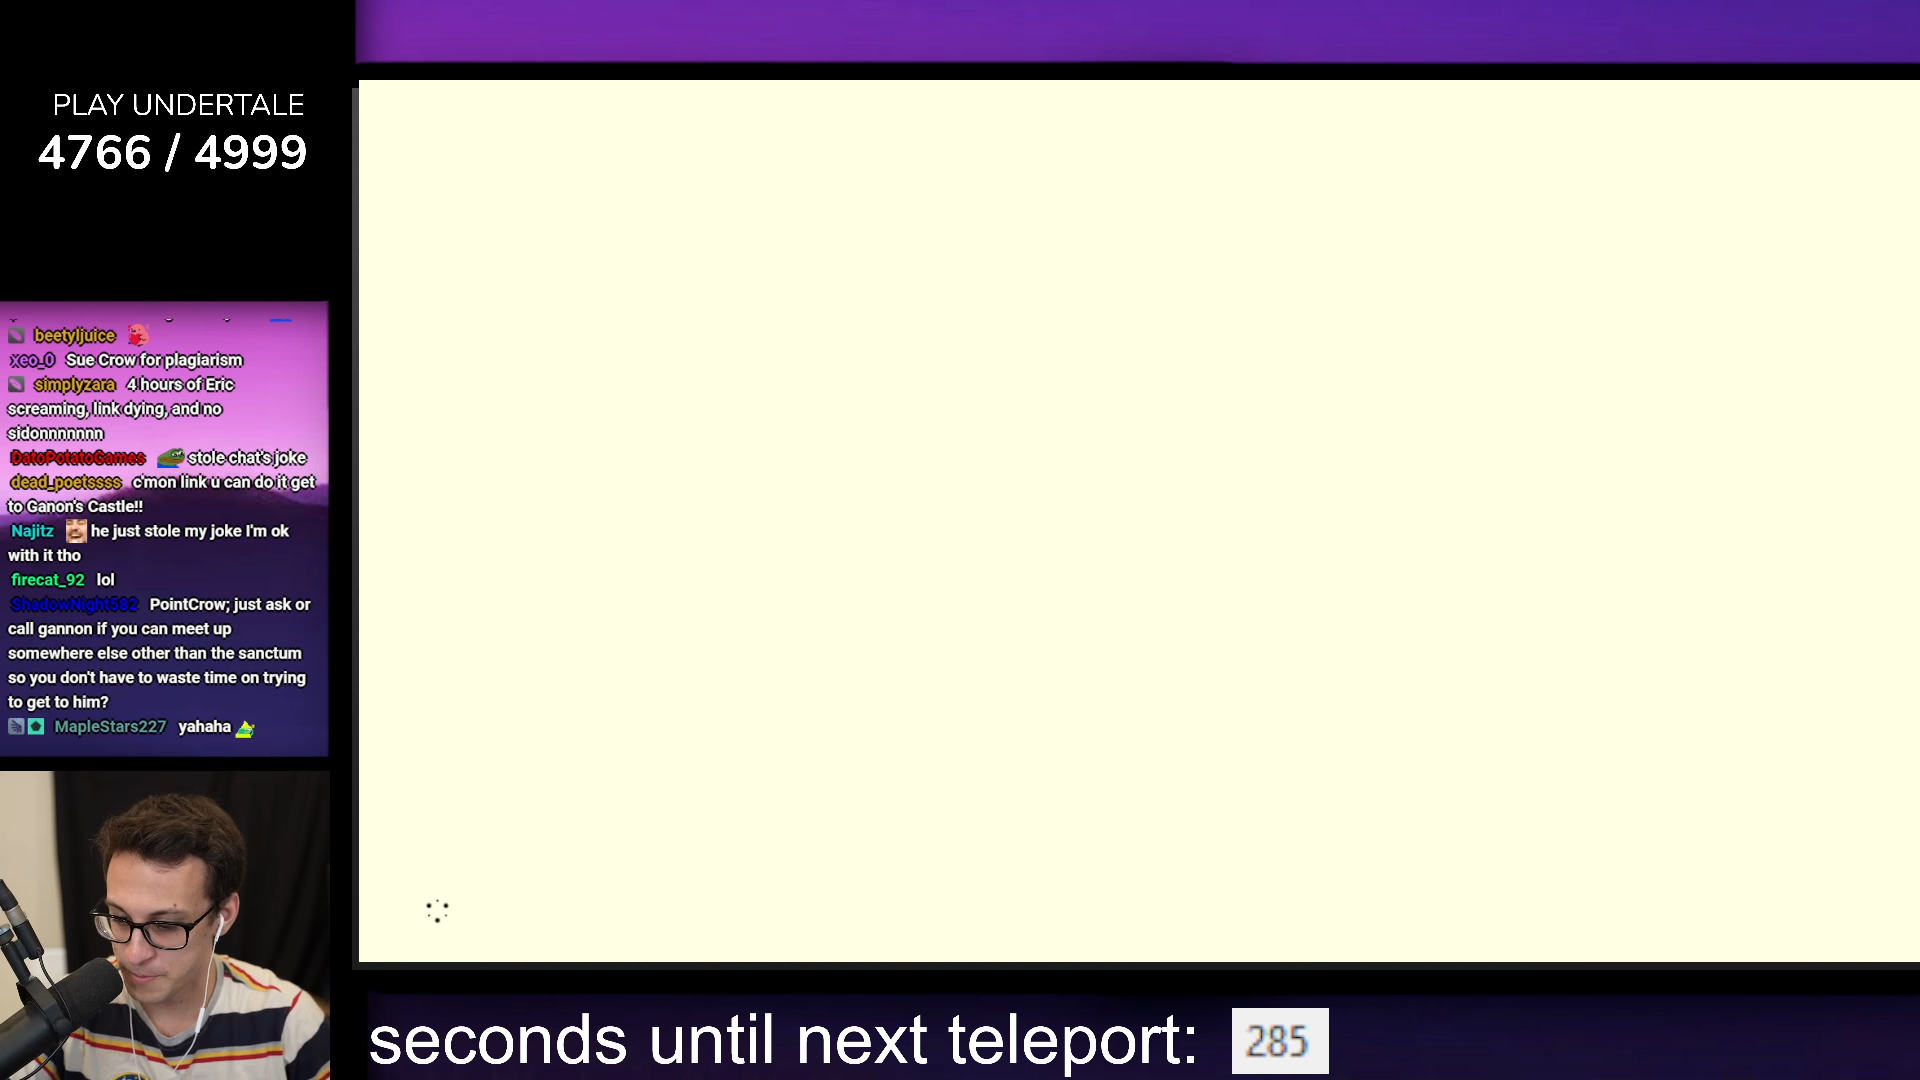 PLAY UNDERTALE
4766 / 4999
beetyljuice
xeo_0 Sue Crow for plagiarism
simplyzara 4 hours of Eric
screaming, link dying, and no
sidonnnnnnn
DatoPotatoGames stole chat's joke
dead_poetssss c'mon link u can do it get
to Ganon's Castle!!
Najitz he just stole my joke I'm ok
with it tho
firecat_92 lol
ShadowNight582 PointCrow; just ask or
call gannon if you can meet up
somewhere else other than the sanctum
so you don't have to waste time on trying
to get to him?
MapleStars227 yahaha
seconds until next teleport: 285